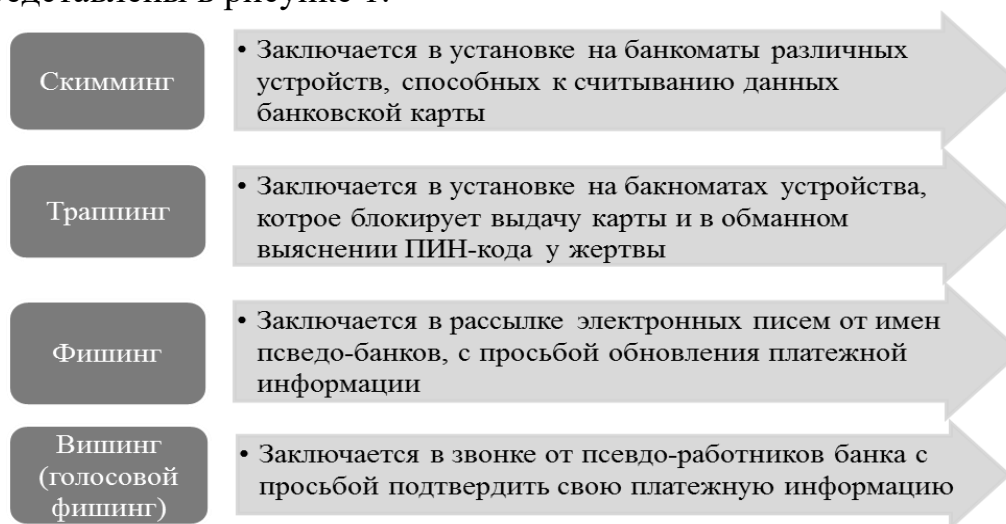 представлены в рисунке 1.
Скимминг
• Заключается в установке на банкоматы различных
устройств, способных к считыванию данных
банковской карты
Траппинг
• Заключается в установке на бакноматах устройства,
котрое блокирует выдачу карты и в обманном
выяснении ПИН-кода у жертвы
Фишинг
• Заключается в рассылке электронных писем от имен
псведо-банков, с просьбой обновления платежной
информации
Вишинг
(голосовой
фишинг)
• Заключается в звонке от псевдо-работников банка с
просьбой подтвердить свою платежную информацию